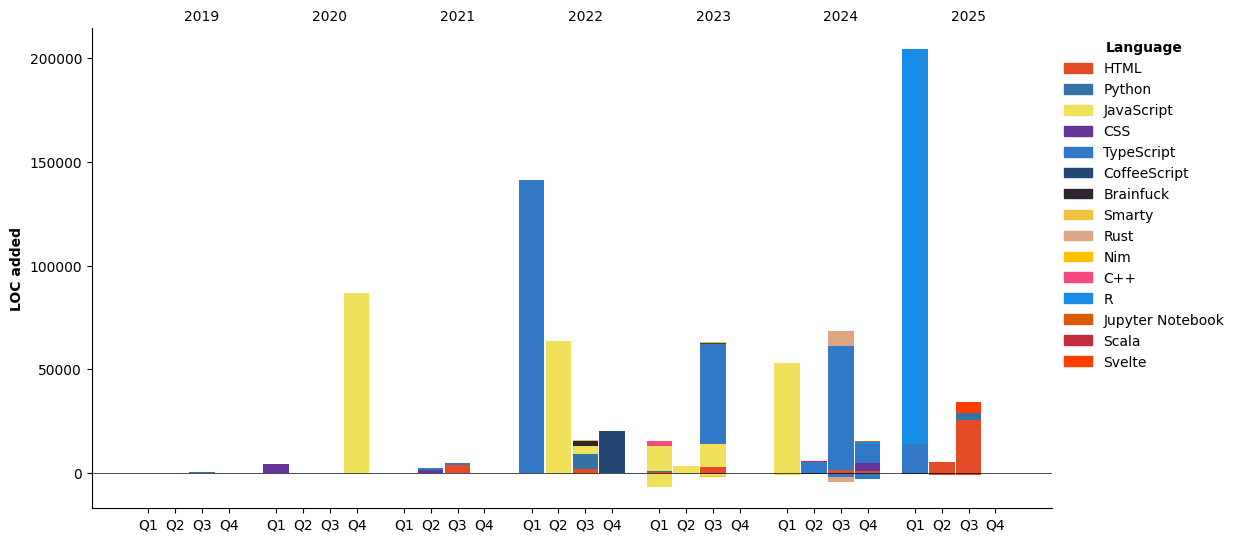 2019 2020 2021 2022 2023 2024 2025
LOC added
200000
150000
100000
50000
0
Q1 Q2 Q3 Q4 Q1 Q2 Q3 Q4 Q1 Q2 Q3 Q4 Q1 Q2 Q3 Q4 Q1 Q2 Q3 Q4 Q1 Q2 Q3 Q4 Q1 Q2 Q3 Q4
Language
HTML
Python
JavaScript
CSS
TypeScript
CoffeeScript
Brainfuck
Smarty
Rust
Nim
C++
R
Jupyter Notebook
Scala
Svelte